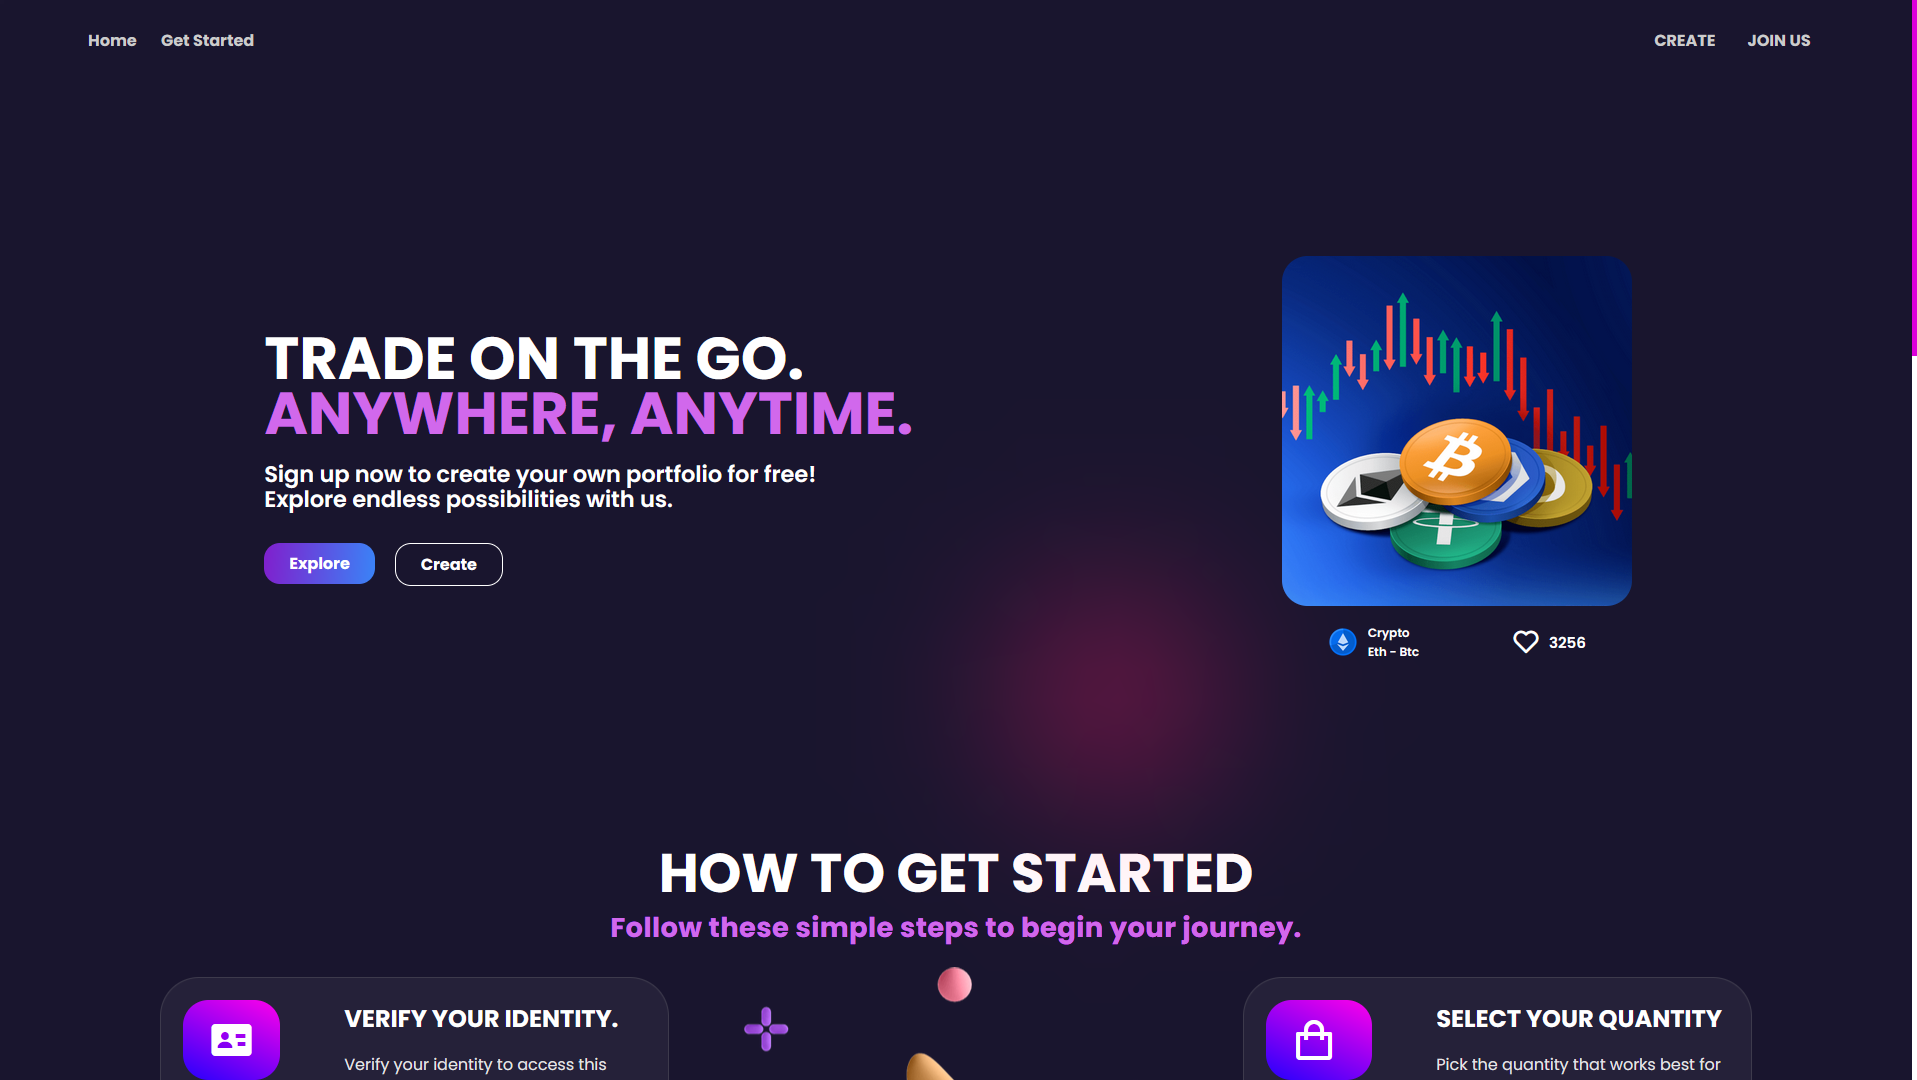 Home Get Started CREATE JOIN US
TRADE ON THE GO.
ANYWHERE, ANYTIME.
Sign up now to create your own portfolio for free!
Explore endless possibilities with us.
Explore Create
Crypto
Eth - Btc
3256
HOW TO GET STARTED
Follow these simple steps to begin your journey.
VERIFY YOUR IDENTITY.
Verify your identity to access this
SELECT YOUR QUANTITY
Pick the quantity that works best for